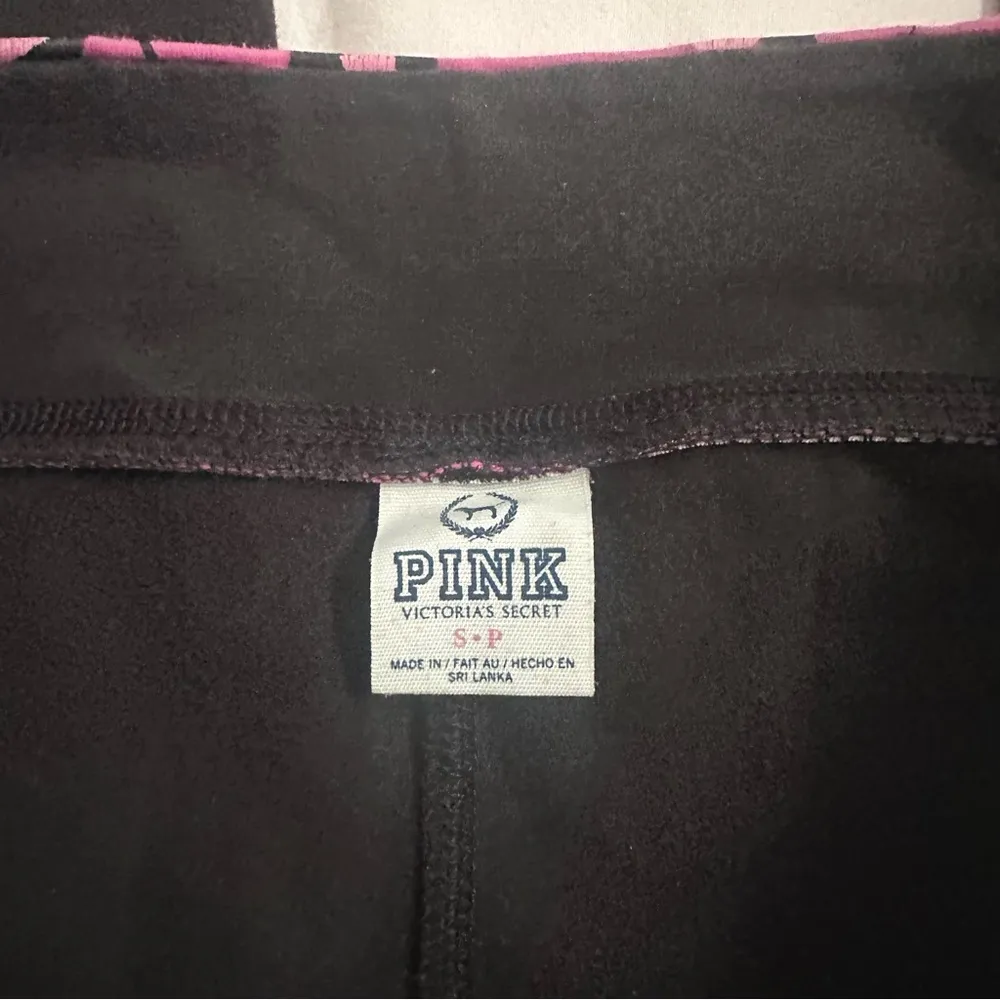 PINK
VICTORIA'S SECRET
S•P
MADE IN / FAIT AU / HECHO EN
SRI LANKA